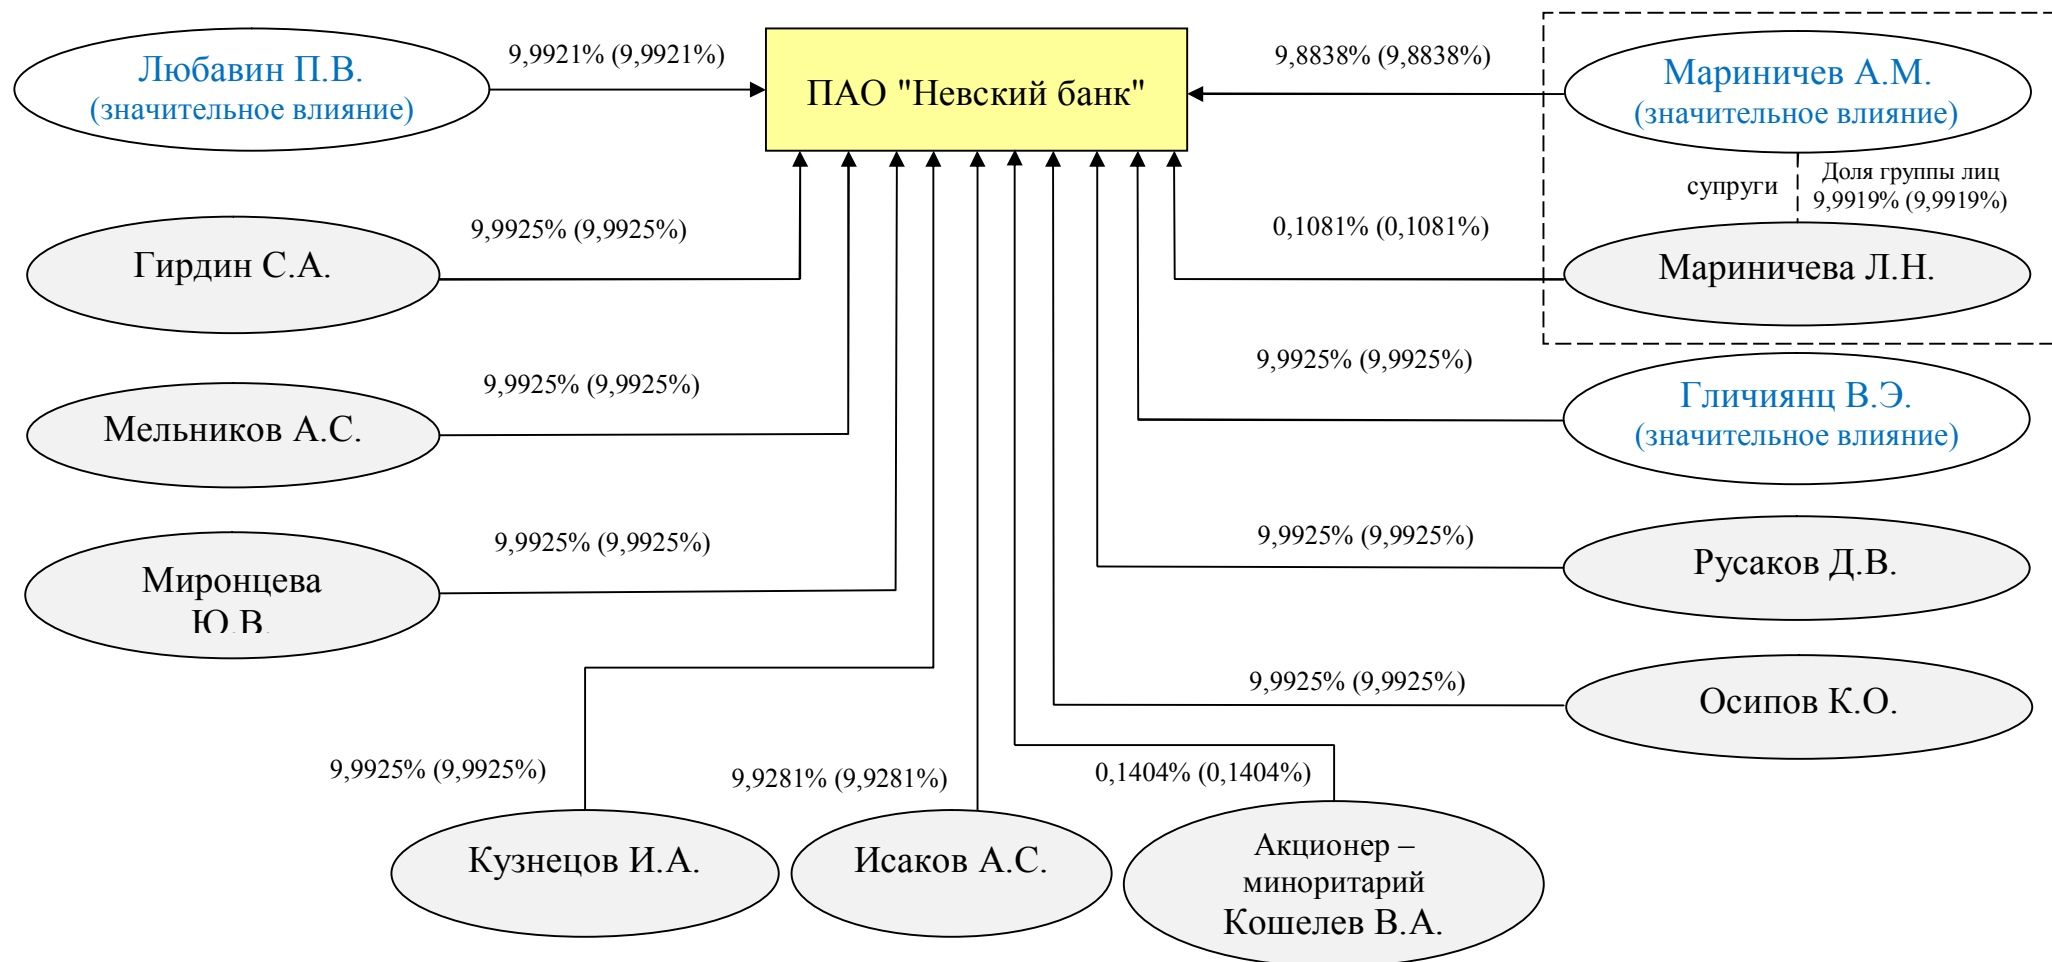 Любавин П.В.
(значительное влияние)
9,9921% (9,9921%)
ПАО "Невский банк"
9,8838% (9,8838%)
Мариничев А.М.
(значительное влияние)
супруги
Доля группы лиц
9,9919% (9,9919%)
Гирдин С.А.
9,9925% (9,9925%)
0,1081% (0,1081%)
Мариничева Л.Н.
Мельников А.С.
9,9925% (9,9925%)
9,9925% (9,9925%)
Гличиянц В.Э.
(значительное влияние)
Миронцева
Ю.В.
9,9925% (9,9925%)
9,9925% (9,9925%)
Русаков Д.В.
9,9925% (9,9925%)
Осипов К.О.
9,9925% (9,9925%)
Кузнецов И.А.
9,9281% (9,9281%)
Исаков А.С.
0,1404% (0,1404%)
Акционер –
миноритарий
Кошелев В.А.